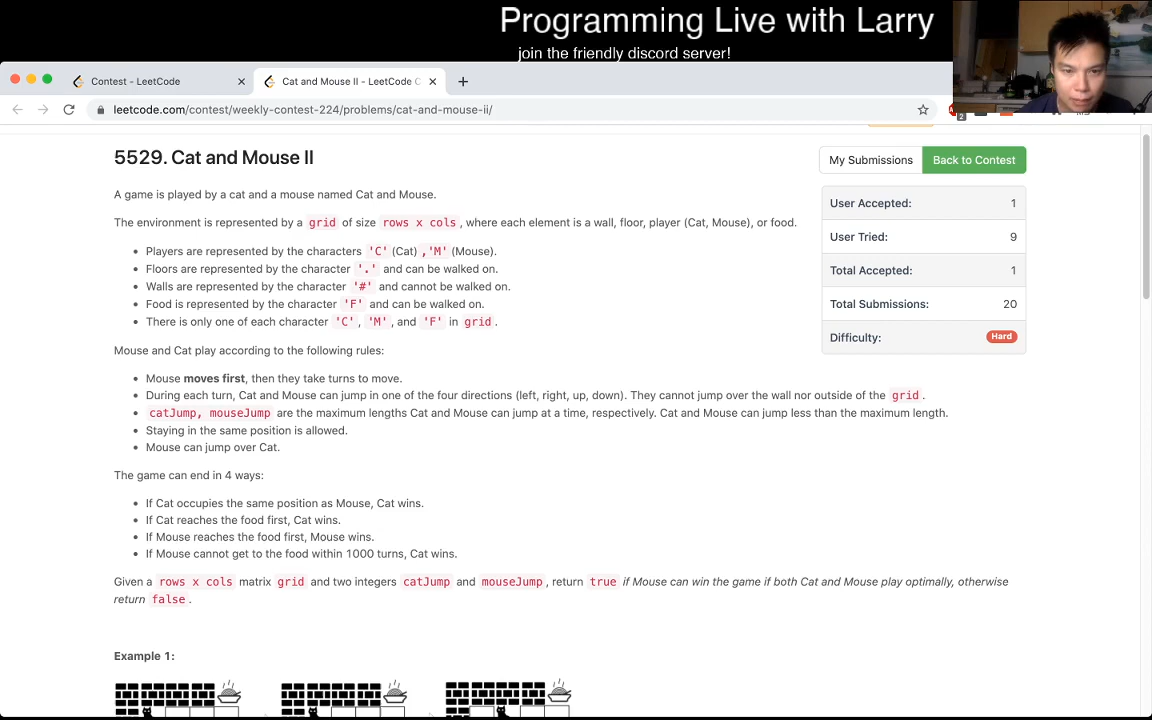 Programming Live with Larry
join the friendly discord server!
Contest - LeetCode
Cat and Mouse II - LeetCode C
leetcode.com/contest/weekly-contest-224/problems/cat-and-mouse-ii/
2
5529. Cat and Mouse II
My Submissions
Back to Contest
A game is played by a cat and a mouse named Cat and Mouse.
User Accepted: 1
The environment is represented by a grid of size rows x cols, where each element is a wall, floor, player (Cat, Mouse), or food.
User Tried: 9
Players are represented by the characters 'C' (Cat) ,'M' (Mouse).
Floors are represented by the character '.' and can be walked on.
Total Accepted: 1
Walls are represented by the character '#' and cannot be walked on.
Food is represented by the character 'F' and can be walked on.
Total Submissions: 20
There is only one of each character 'C', 'M', and 'F' in grid.
Difficulty: Hard
Mouse and Cat play according to the following rules:
Mouse moves first, then they take turns to move.
During each turn, Cat and Mouse can jump in one of the four directions (left, right, up, down). They cannot jump over the wall nor outside of the grid.
catJump, mouseJump are the maximum lengths Cat and Mouse can jump at a time, respectively. Cat and Mouse can jump less than the maximum length.
Staying in the same position is allowed.
Mouse can jump over Cat.
The game can end in 4 ways:
If Cat occupies the same position as Mouse, Cat wins.
If Cat reaches the food first, Cat wins.
If Mouse reaches the food first, Mouse wins.
If Mouse cannot get to the food within 1000 turns, Cat wins.
Given a rows x cols matrix grid and two integers catJump and mouseJump, return true if Mouse can win the game if both Cat and Mouse play optimally, otherwise
return false.
Example 1: